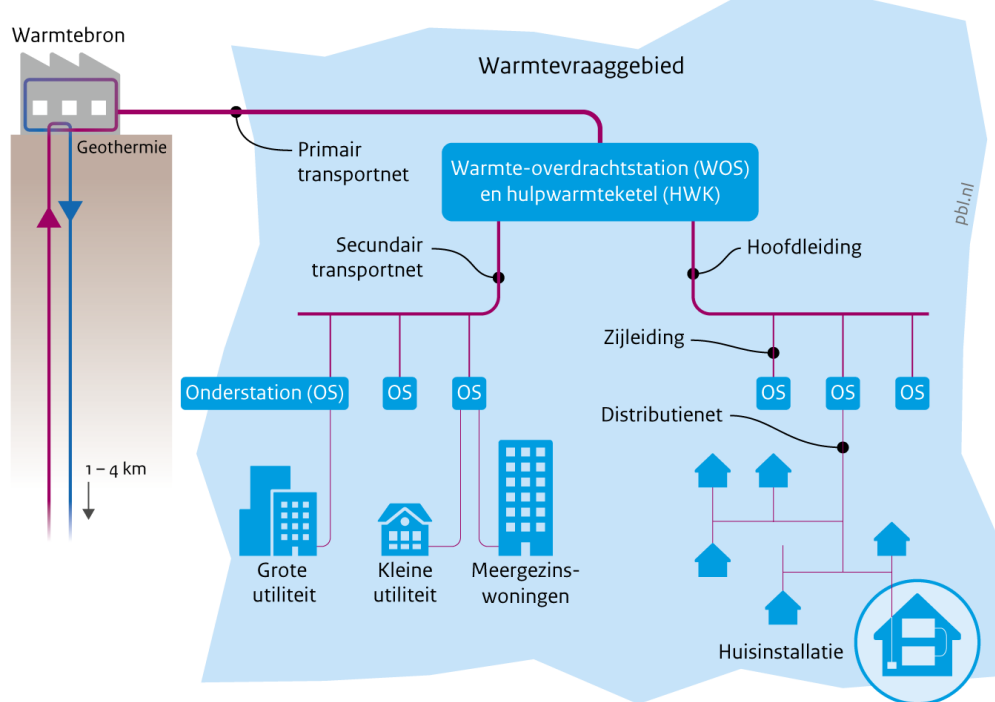 Warmtebron
Warmtevraaggebied
Geothermie
Primair
transportnet
Warmte-overdrachtstation (WOS)
en hulpwarmteketel (HWK)
pbl.nl
Secundair
transportnet
Hoofdleiding
Zijleiding
Onderstation (OS)
OS
OS
OS
OS
OS
Distributienet
1 – 4 km
Grote
utiliteit
Kleine
utiliteit
Meergezins-
woningen
Huisinstallatie